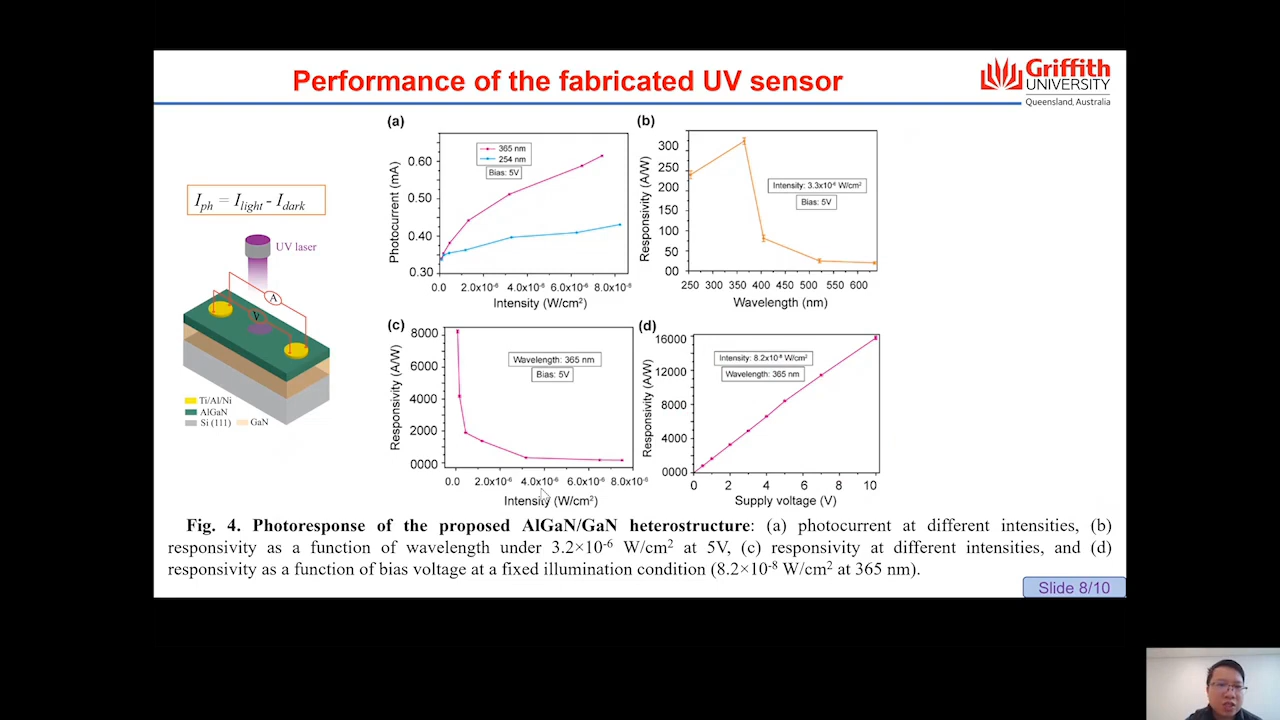 Performance of the fabricated UV sensor
Griffith
UNIVERSITY
Queensland, Australia
I_ph = I_light - I_dark
UV laser
A
V
Ti/Al/Ni
AlGaN
Si (111) GaN
(a)
Photocurrent (mA)
0.60
0.50
0.40
0.30
365 nm
254 nm
Bias: 5V
0.0 2.0x10⁻⁶ 4.0x10⁻⁶ 6.0x10⁻⁶ 8.0x10⁻⁶
Intensity (W/cm²)
(b)
Responsivity (A/W)
300
250
200
150
100
50
00
Intensity: 3.3x10⁻⁶ W/cm²
Bias: 5V
250 300 350 400 450 500 550 600
Wavelength (nm)
(c)
Responsivity (A/W)
8000
6000
4000
2000
0000
Wavelength: 365 nm
Bias: 5V
0.0 2.0x10⁻⁶ 4.0x10⁻⁶ 6.0x10⁻⁶ 8.0x10⁻⁶
Intensity (W/cm²)
(d)
Responsivity (A/W)
16000
12000
8000
4000
0000
Intensity: 8.2x10⁻⁸ W/cm²
Wavelength: 365 nm
0 2 4 6 8 10
Supply voltage (V)
Fig. 4. Photoresponse of the proposed AlGaN/GaN heterostructure: (a) photocurrent at different intensities, (b)
responsivity as a function of wavelength under 3.2×10⁻⁶ W/cm² at 5V, (c) responsivity at different intensities, and (d)
responsivity as a function of bias voltage at a fixed illumination condition (8.2×10⁻⁸ W/cm² at 365 nm).
Slide 8/10